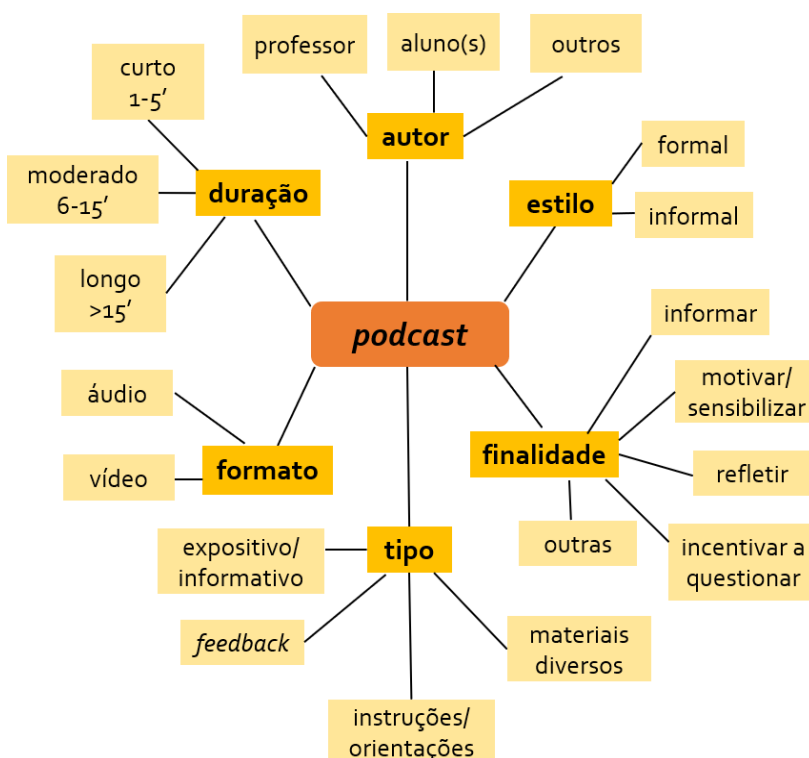 professor
aluno(s)
outros
autor
curto
1-5’
moderado
6-15’
longo
>15’
duração
formal
informal
estilo
podcast
informar
motivar/
sensibilizar
refletir
incentivar a
questionar
outras
finalidade
áudio
vídeo
formato
tipo
expositivo/
informativo
feedback
instruções/
orientações
materiais
diversos